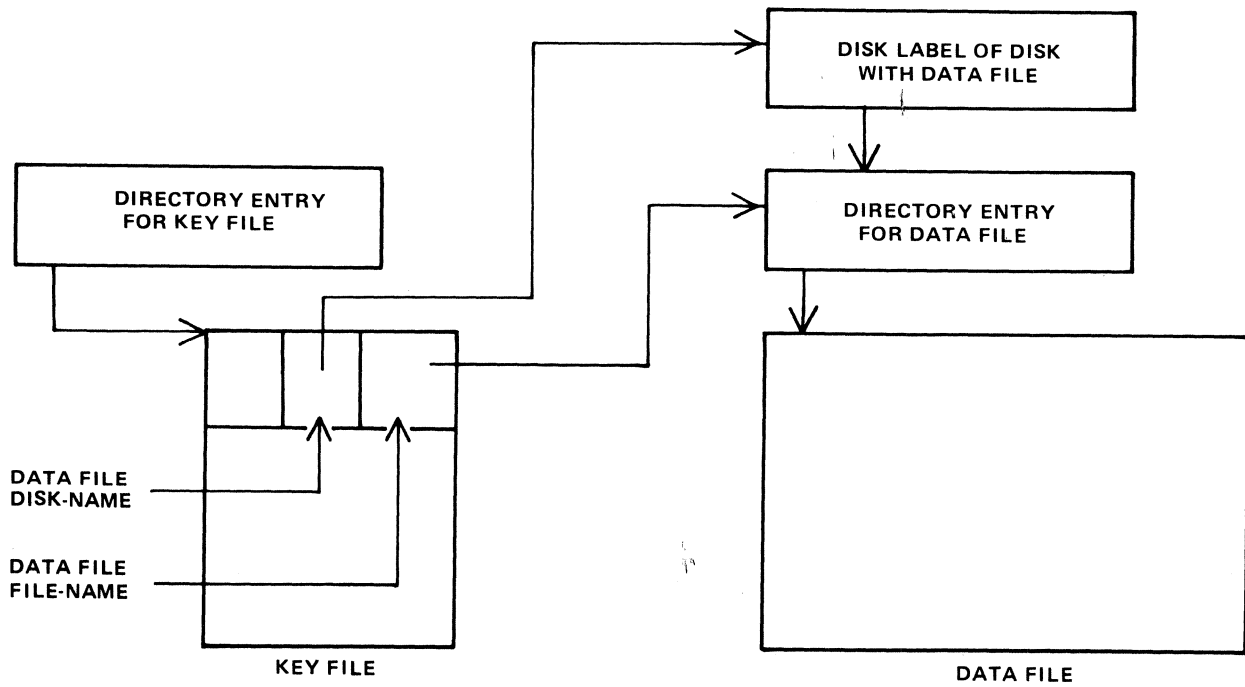 DISK LABEL OF DISK
WITH DATA FILE
DIRECTORY ENTRY
FOR KEY FILE
DIRECTORY ENTRY
FOR DATA FILE
DATA FILE
DISK-NAME
DATA FILE
FILE-NAME
KEY FILE
DATA FILE